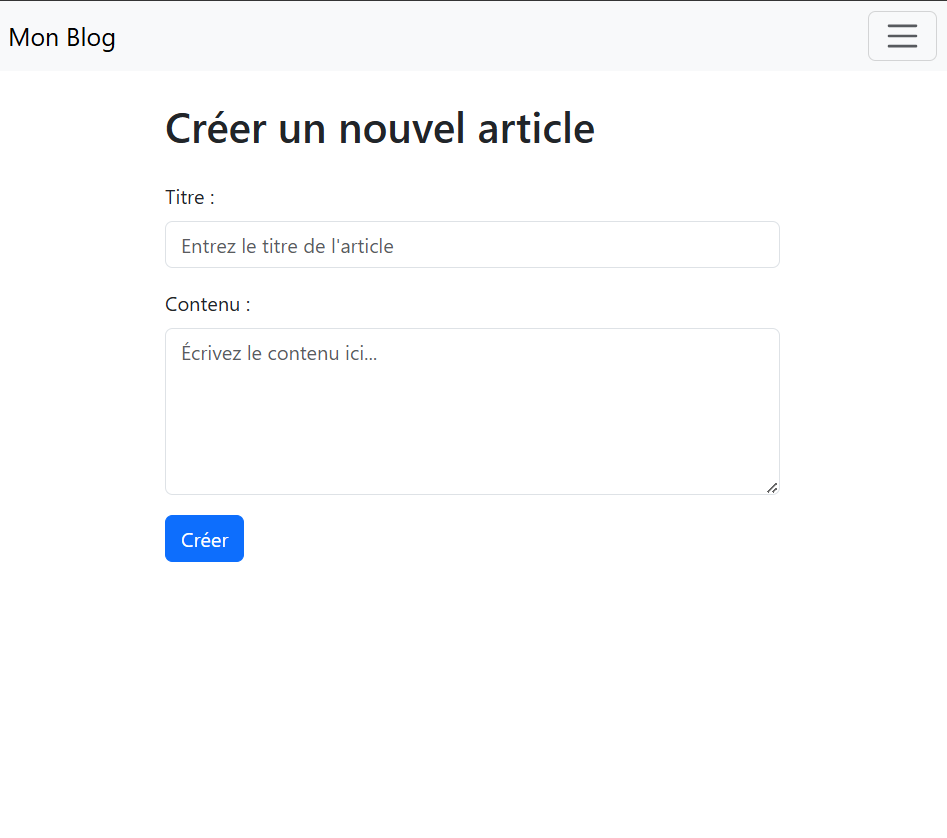 Mon Blog
Créer un nouvel article
Titre :
Entrez le titre de l'article
Contenu :
Écrivez le contenu ici...
Créer